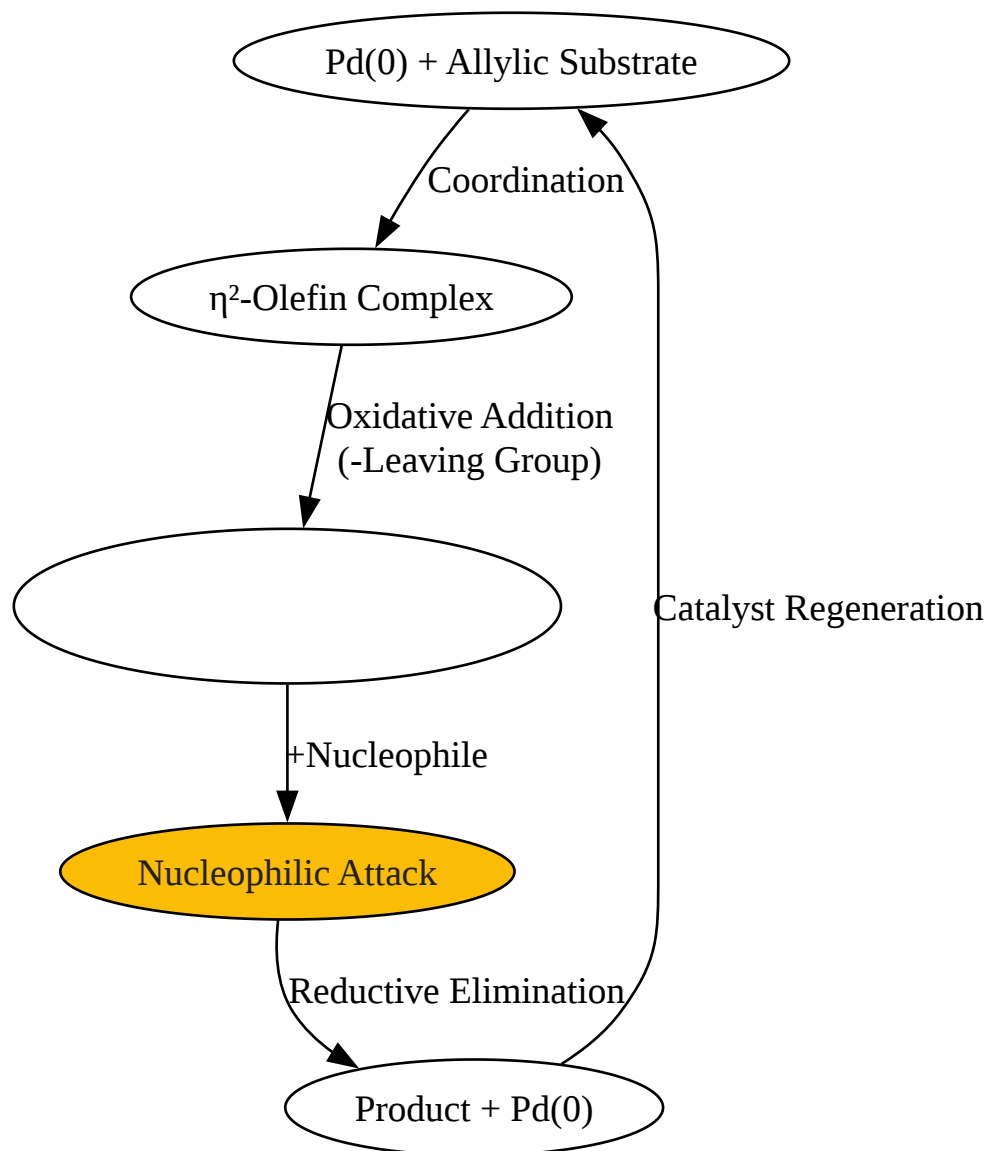 Pd(0) + Allylic Substrate
Coordination
η²-Olefin Complex
Oxidative Addition
(-Leaving Group)
Catalyst Regeneration
+Nucleophile
Nucleophilic Attack
Reductive Elimination
Product + Pd(0)